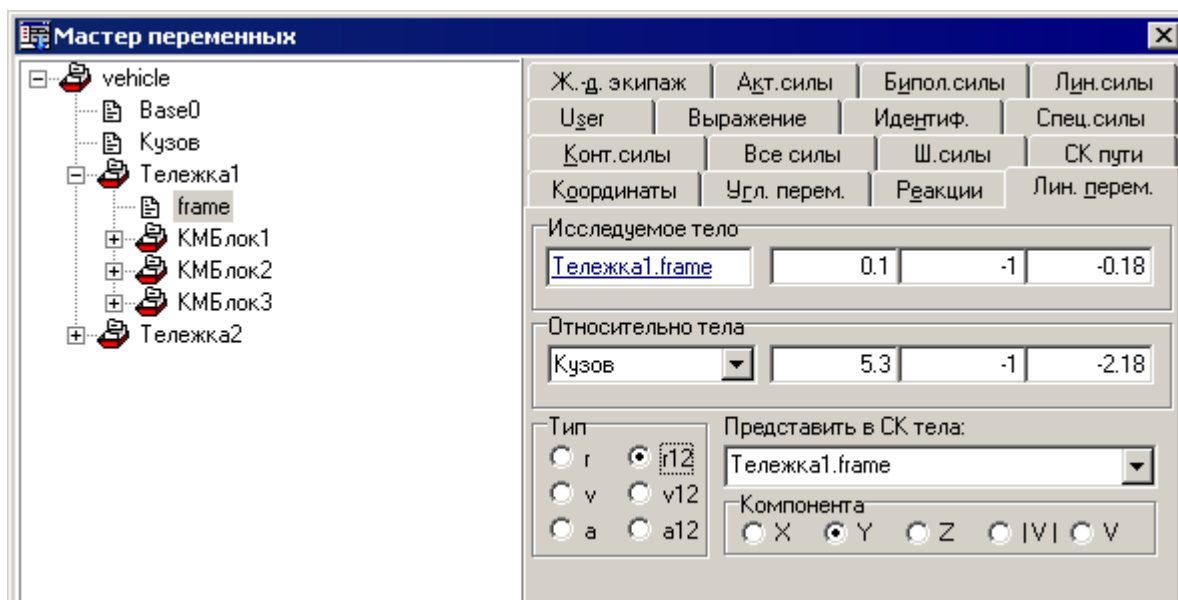 Мастер переменных
vehicle
Base0
Кузов
Тележка1
frame
КМБлок1
КМБлок2
КМБлок3
Тележка2
Ж.-д. экипаж Акт.силы Бипол.силы Лин.силы
User Выражение Идентиф. Спец.силы
Конт.силы Все силы Ш.силы СК пути
Координаты Угл. перем. Реакции Лин. перем.
Исследуемое тело
Тележка1.frame 0.1 -1 -0.18
Относительно тела
Кузов 5.3 -1 -2.18
Тип Представить в СК тела:
r r12 Тележка1.frame
v v12 Компонента
a a12 X Y Z |V| V